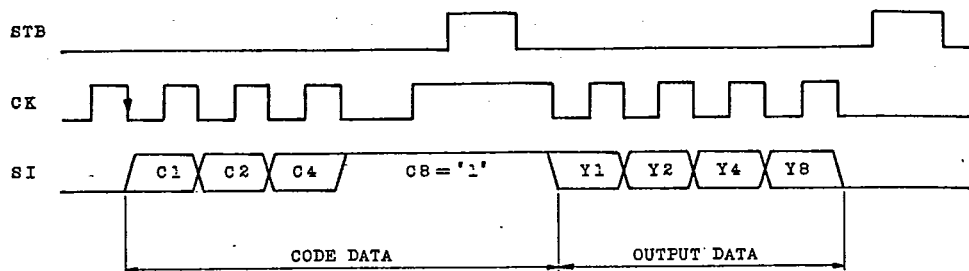 STB
CK
SI
C1 C2 C4 C8='1' Y1 Y2 Y4 Y8
CODE DATA OUTPUT DATA